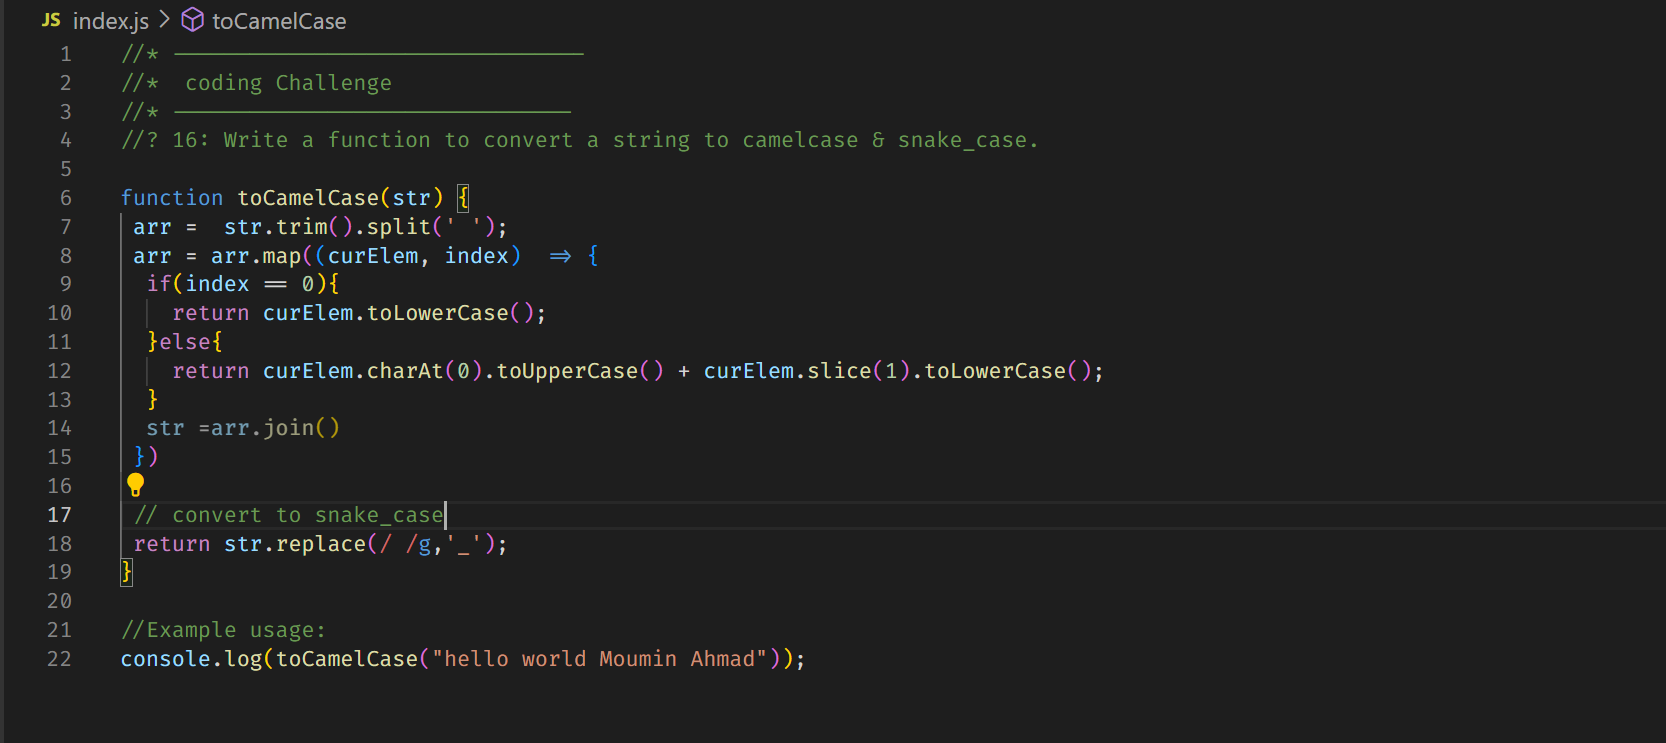 JS index.js > toCamelCase
1 //* ────────────────────────────────
2 //*  coding Challenge
3 //* ───────────────────────────────
4 //? 16: Write a function to convert a string to camelcase & snake_case.
5
6 function toCamelCase(str) {
7  arr =  str.trim().split(' ');
8  arr = arr.map((curElem, index)  => {
9   if(index == 0){
10     return curElem.toLowerCase();
11   }else{
12     return curElem.charAt(0).toUpperCase() + curElem.slice(1).toLowerCase();
13   }
14   str =arr.join()
15  })
16
17  // convert to snake_case
18  return str.replace(/ /g,'_');
19 }
20
21 //Example usage:
22 console.log(toCamelCase("hello world Moumin Ahmad"));